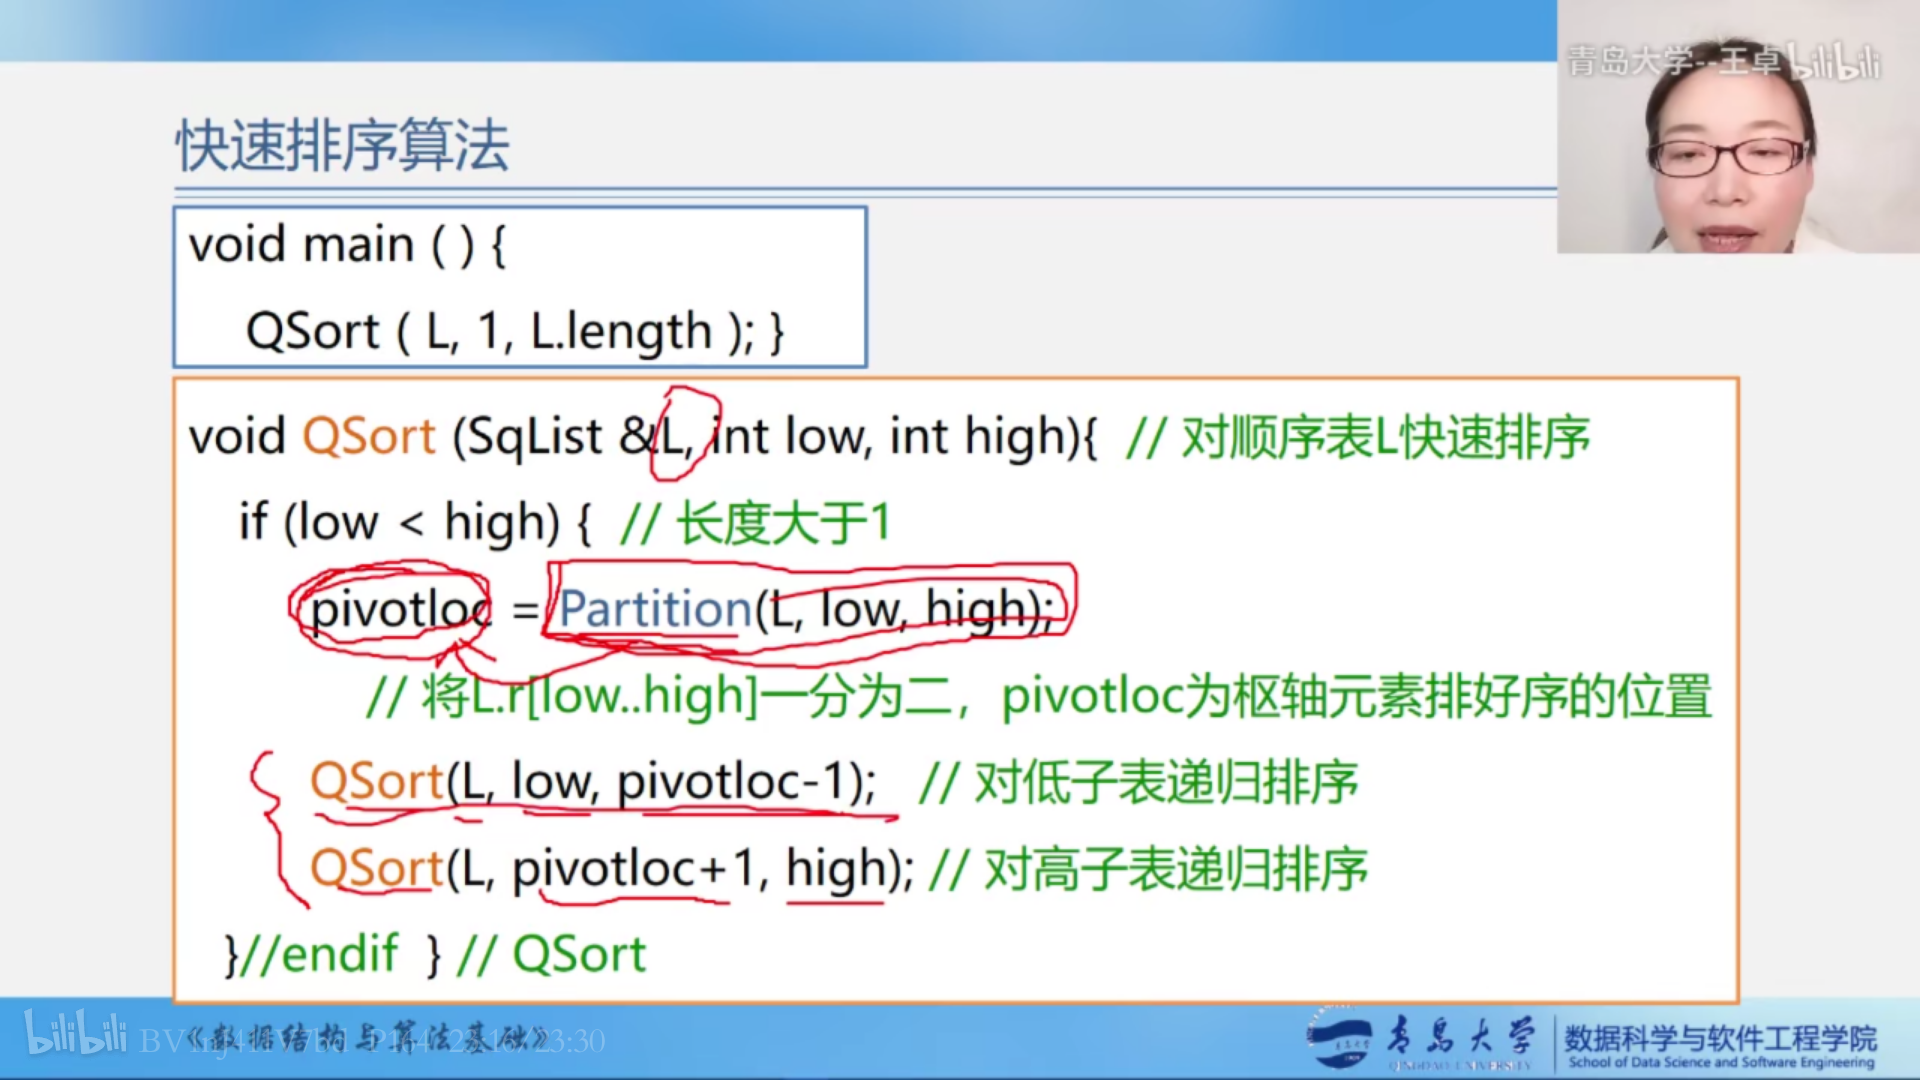 青岛大学--王卓 bilibili
快速排序算法
void main ( ) {
QSort ( L, 1, L.length ); }
void QSort (SqList &L, int low, int high){ // 对顺序表L快速排序
if (low < high) { // 长度大于1
pivotloc = Partition(L, low, high);
// 将L.r[low..high]一分为二，pivotloc为枢轴元素排好序的位置
QSort(L, low, pivotloc-1); // 对低子表递归排序
QSort(L, pivotloc+1, high); // 对高子表递归排序
}//endif } // QSort
bilibili
《数据结构与算法基础》
23:30
青岛大学
QINGDAO UNIVERSITY
数据科学与软件工程学院
School of Data Science and Software Engineering